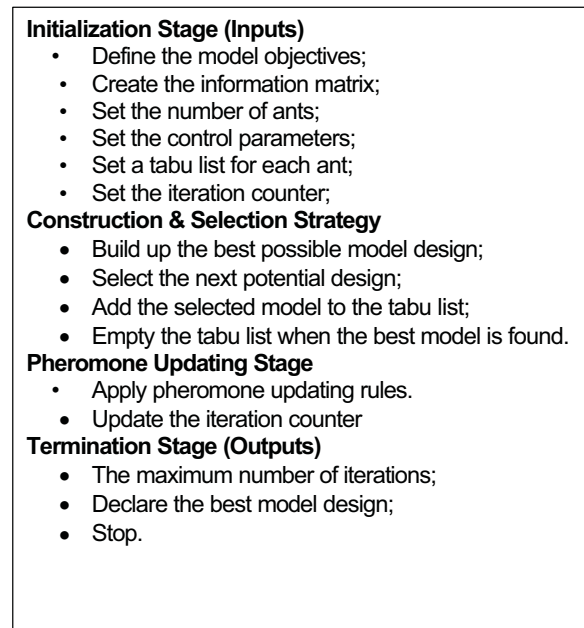 Initialization Stage (Inputs)
• Define the model objectives;
• Create the information matrix;
• Set the number of ants;
• Set the control parameters;
• Set a tabu list for each ant;
• Set the iteration counter;
Construction & Selection Strategy
• Build up the best possible model design;
• Select the next potential design;
• Add the selected model to the tabu list;
• Empty the tabu list when the best model is found.
Pheromone Updating Stage
• Apply pheromone updating rules.
• Update the iteration counter
Termination Stage (Outputs)
• The maximum number of iterations;
• Declare the best model design;
• Stop.